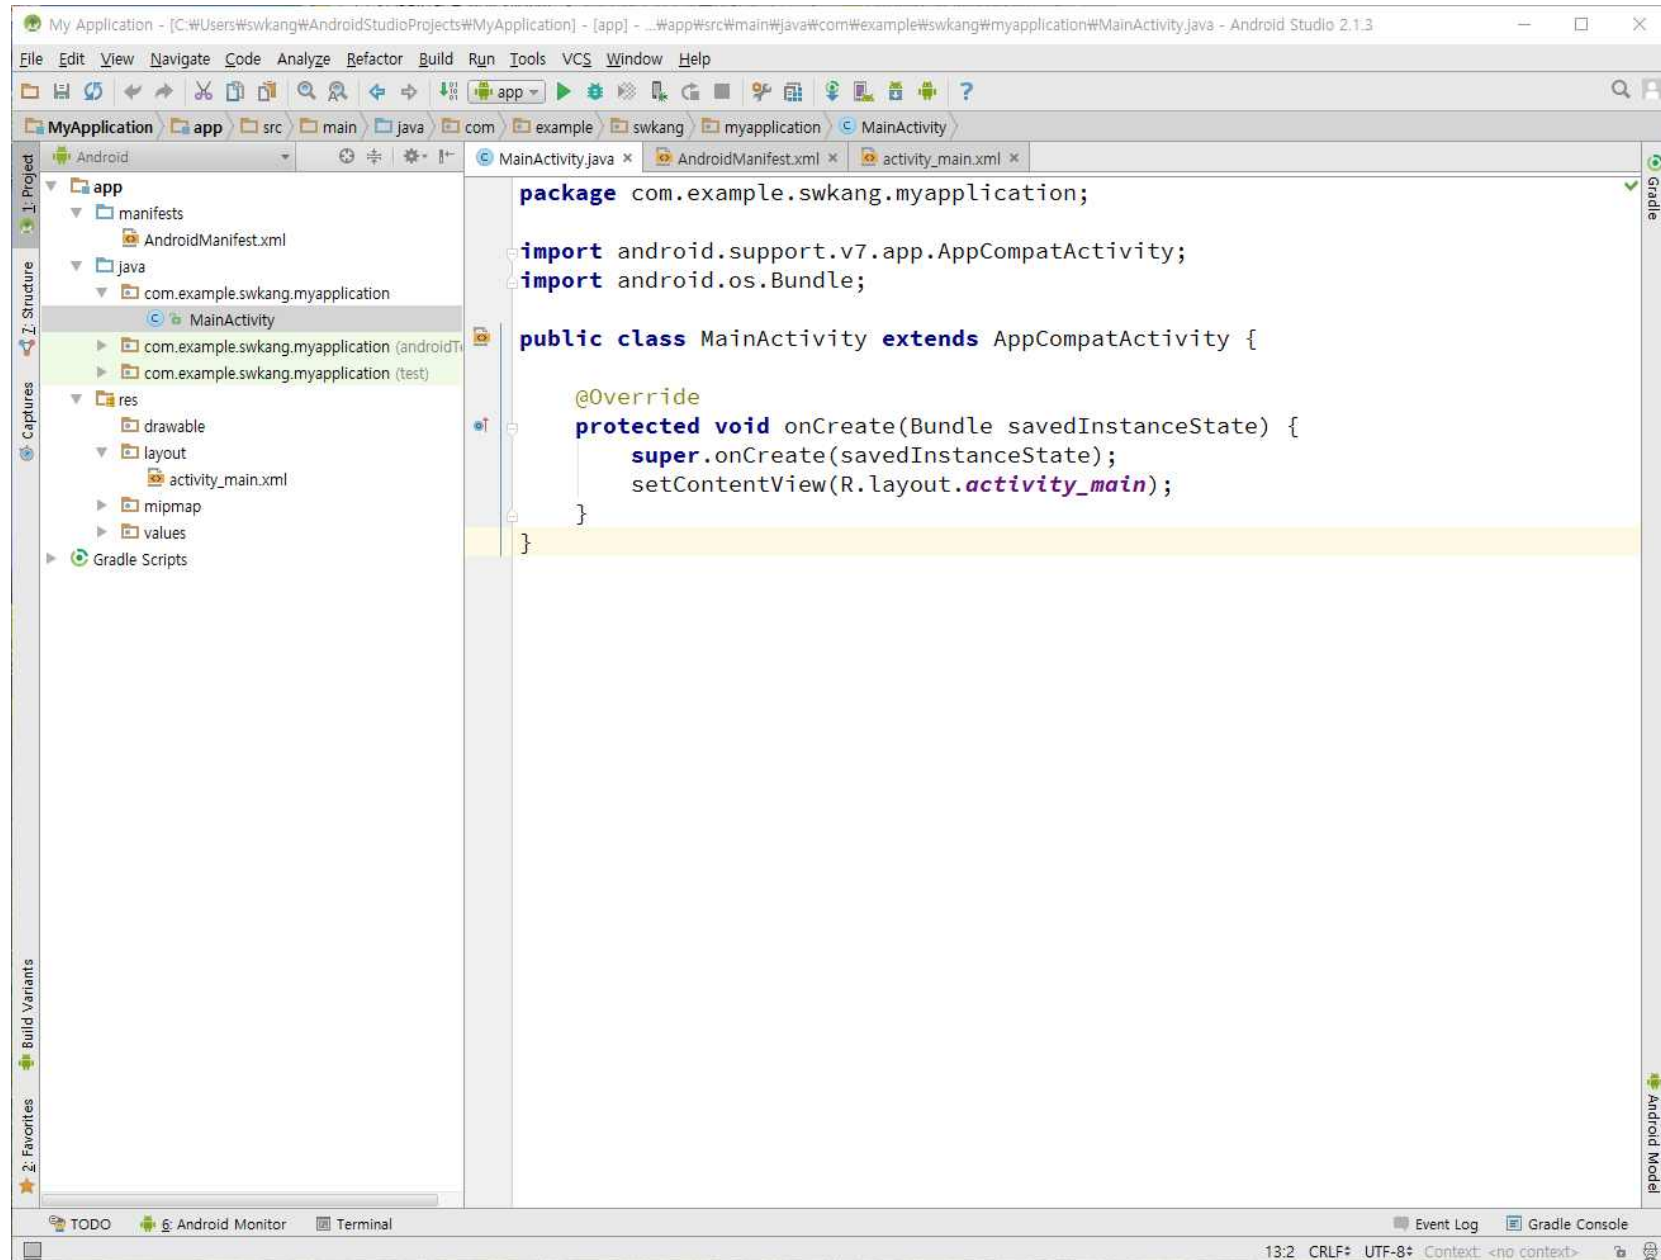 My Application - [C:₩Users₩swkang₩AndroidStudioProjects₩MyApplication] - [app] - ...₩app₩src₩main₩java₩com₩example₩swkang₩myapplication₩MainActivity.java - Android Studio 2.1.3
File Edit View Navigate Code Analyze Refactor Build Run Tools VCS Window Help
app
MyApplication app src main java com example swkang myapplication MainActivity
1: Project
7: Structure
Captures
Build Variants
2: Favorites
Android
app
manifests
AndroidManifest.xml
java
com.example.swkang.myapplication
MainActivity
com.example.swkang.myapplication (androidTe
com.example.swkang.myapplication (test)
res
drawable
layout
activity_main.xml
mipmap
values
Gradle Scripts
MainActivity.java AndroidManifest.xml activity_main.xml
package com.example.swkang.myapplication;
import android.support.v7.app.AppCompatActivity;
import android.os.Bundle;
public class MainActivity extends AppCompatActivity {
@Override
protected void onCreate(Bundle savedInstanceState) {
super.onCreate(savedInstanceState);
setContentView(R.layout.activity_main);
}
}
Gradle
Android Model
TODO 6: Android Monitor Terminal Event Log Gradle Console
13:2 CRLF UTF-8 Context: <no context>